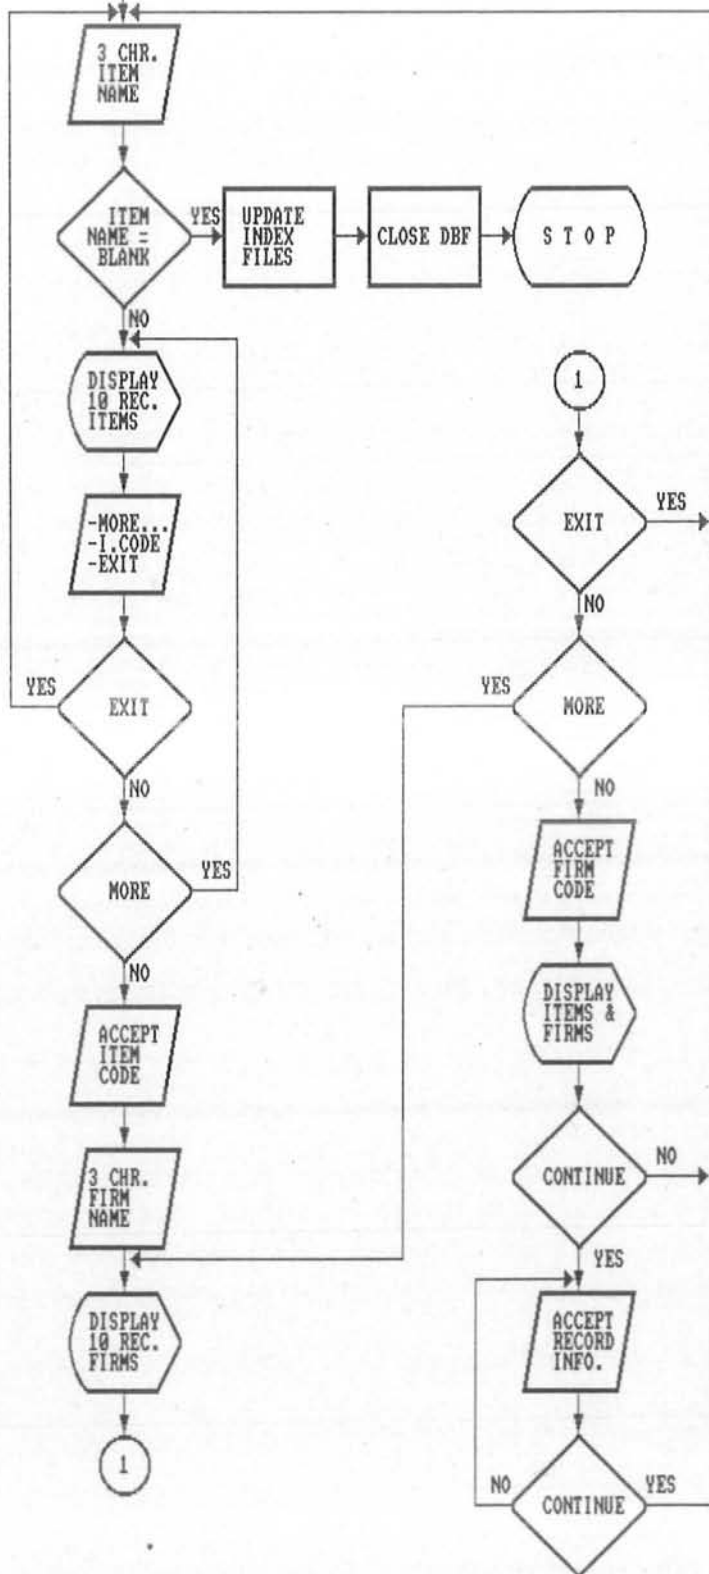 3 CHR.
ITEM
NAME
ITEM
NAME =
BLANK
YES
UPDATE
INDEX
FILES
CLOSE DBF
S T O P
NO
DISPLAY
10 REC.
ITEMS
-MORE...
-I.CODE
-EXIT
YES
EXIT
NO
MORE
YES
NO
ACCEPT
ITEM
CODE
3 CHR.
FIRM
NAME
DISPLAY
10 REC.
FIRMS
1
1
EXIT
YES
NO
YES
MORE
NO
ACCEPT
FIRM
CODE
DISPLAY
ITEMS &
FIRMS
CONTINUE
NO
YES
ACCEPT
RECORD
INFO.
NO
CONTINUE
YES